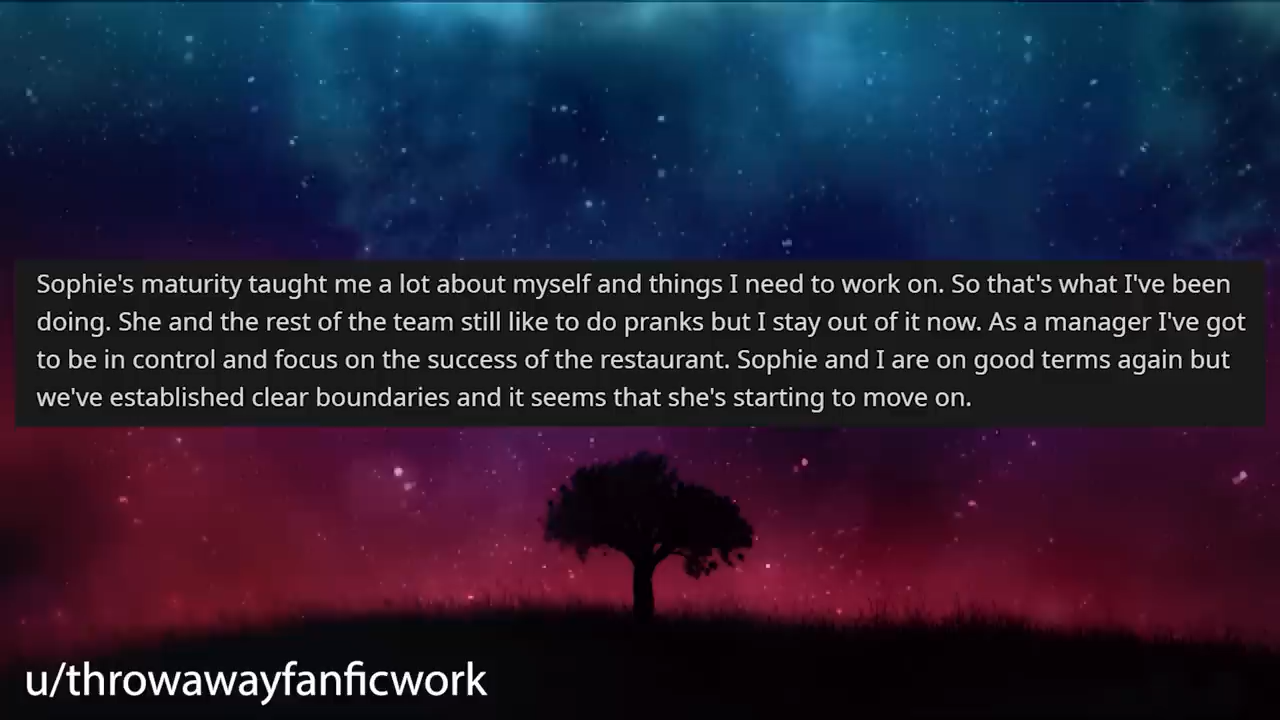 Sophie's maturity taught me a lot about myself and things I need to work on. So that's what I've been
doing. She and the rest of the team still like to do pranks but I stay out of it now. As a manager I've got
to be in control and focus on the success of the restaurant. Sophie and I are on good terms again but
we've established clear boundaries and it seems that she's starting to move on.
u/throwawayfanficwork